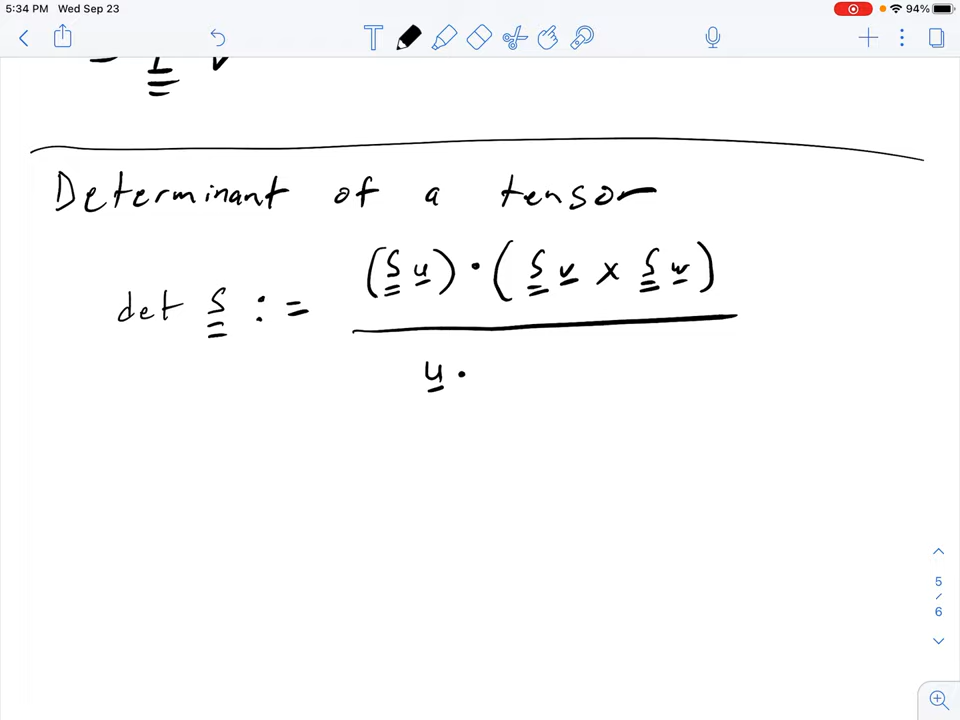 5:34 PM Wed Sep 23
94%
Determinant of a tensor
det S := (S u) · (S v × S w)
u ·
5
/
6